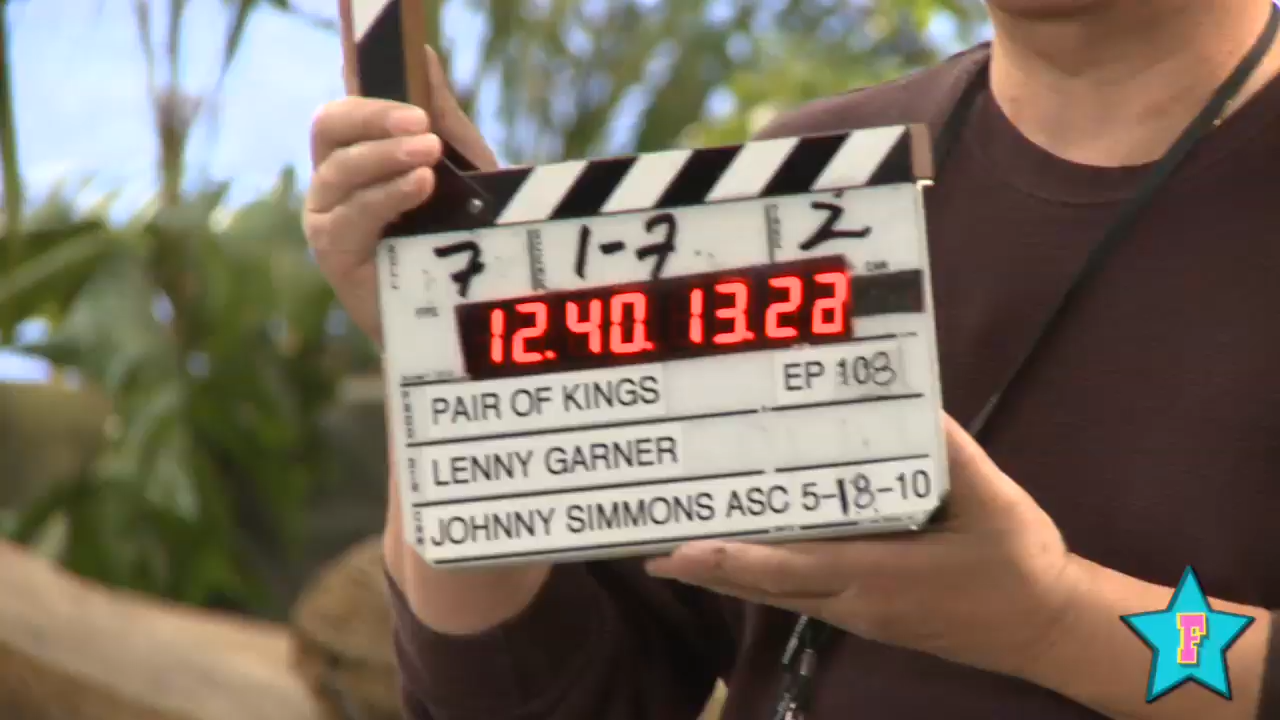 7 1-7 2
12.40.13.22
PAIR OF KINGS EP 108
LENNY GARNER
JOHNNY SIMMONS ASC 5-18-10
F